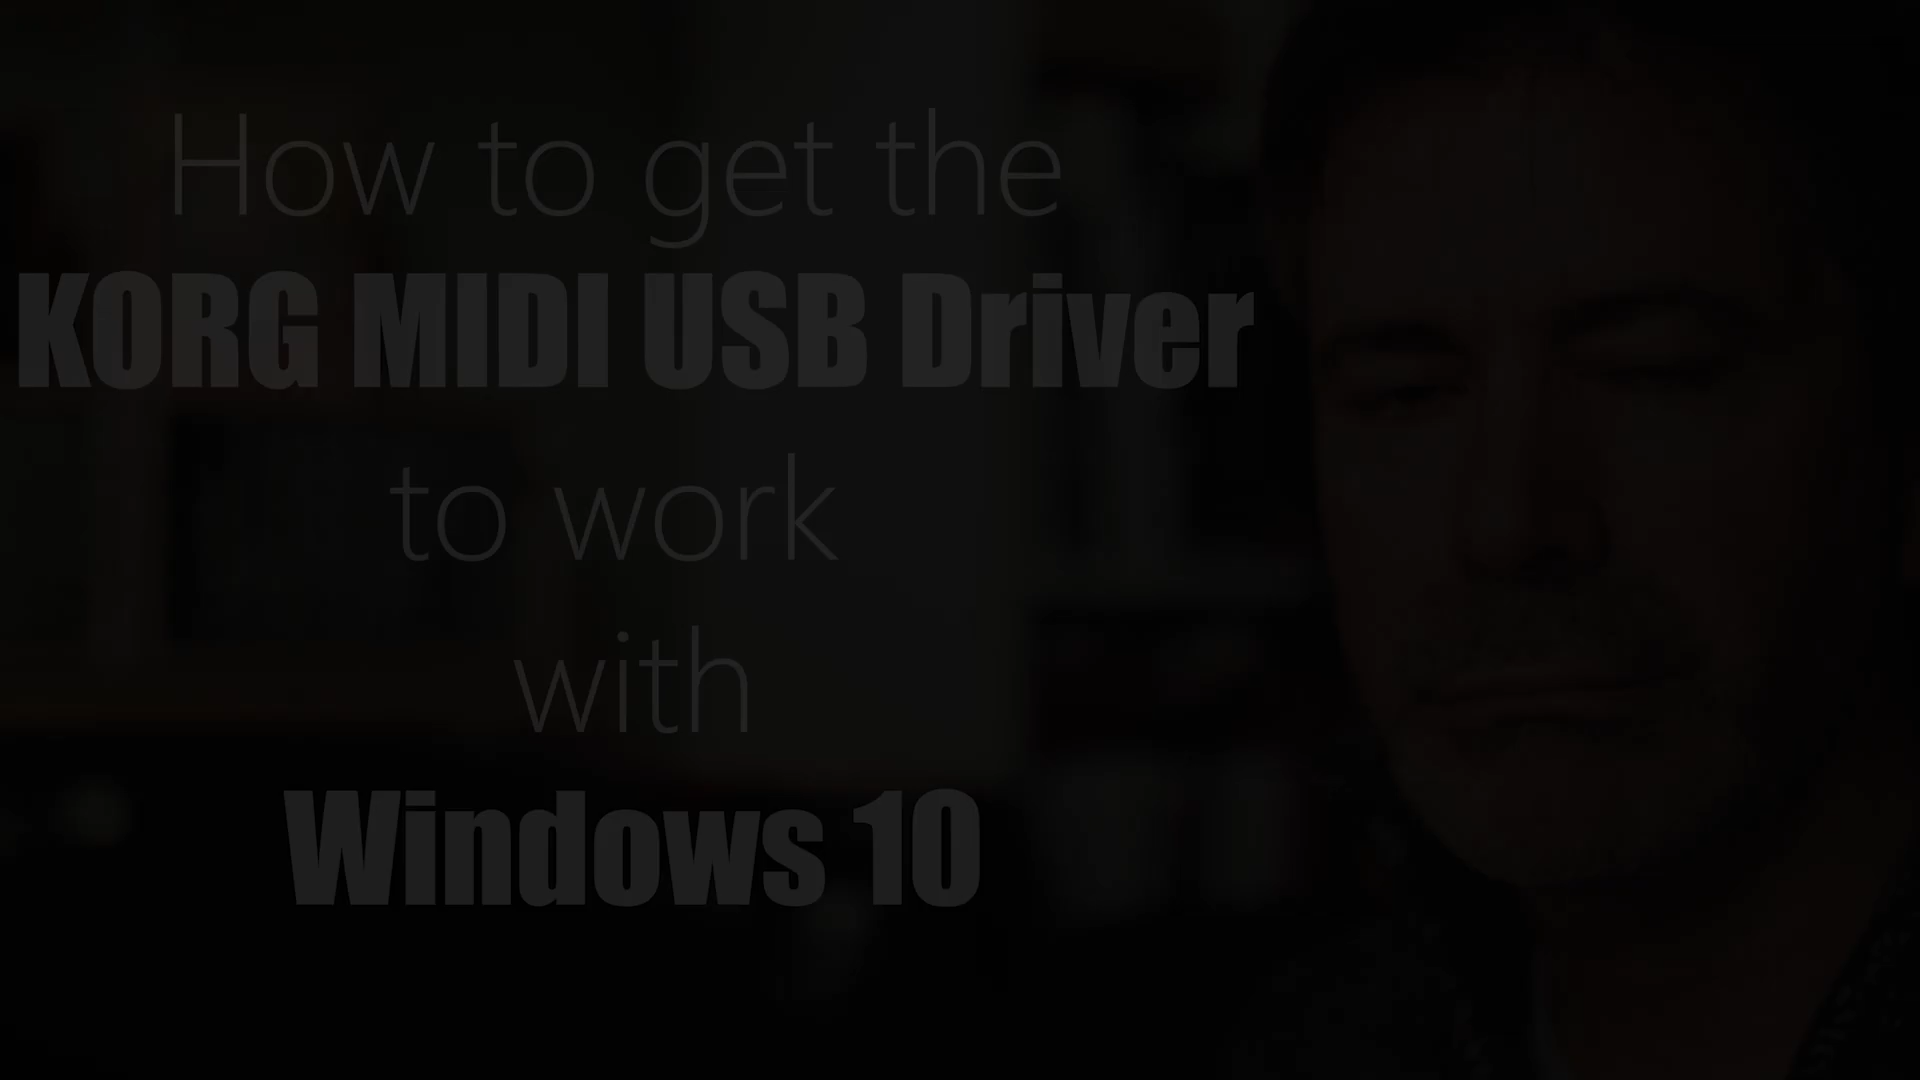 How to get the
KORG MIDI USB Driver
to work
with
Windows 10